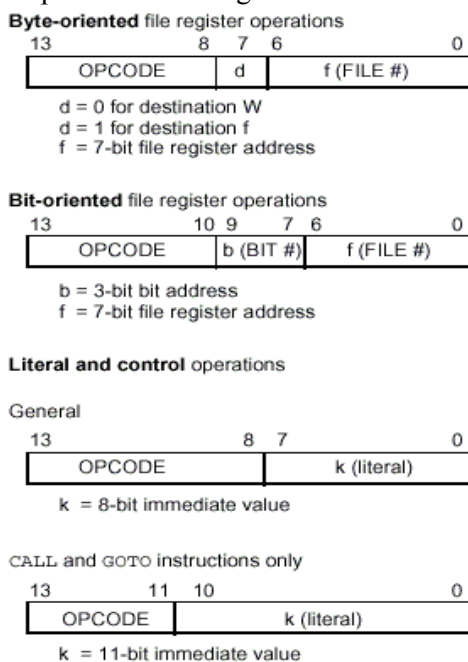 Byte-oriented file register operations
13 8 7 6 0
OPCODE d f (FILE #)
d = 0 for destination W
d = 1 for destination f
f = 7-bit file register address
Bit-oriented file register operations
13 10 9 7 6 0
OPCODE b (BIT #) f (FILE #)
b = 3-bit bit address
f = 7-bit file register address
Literal and control operations
General
13 8 7 0
OPCODE k (literal)
k = 8-bit immediate value
CALL and GOTO instructions only
13 11 10 0
OPCODE k (literal)
k = 11-bit immediate value